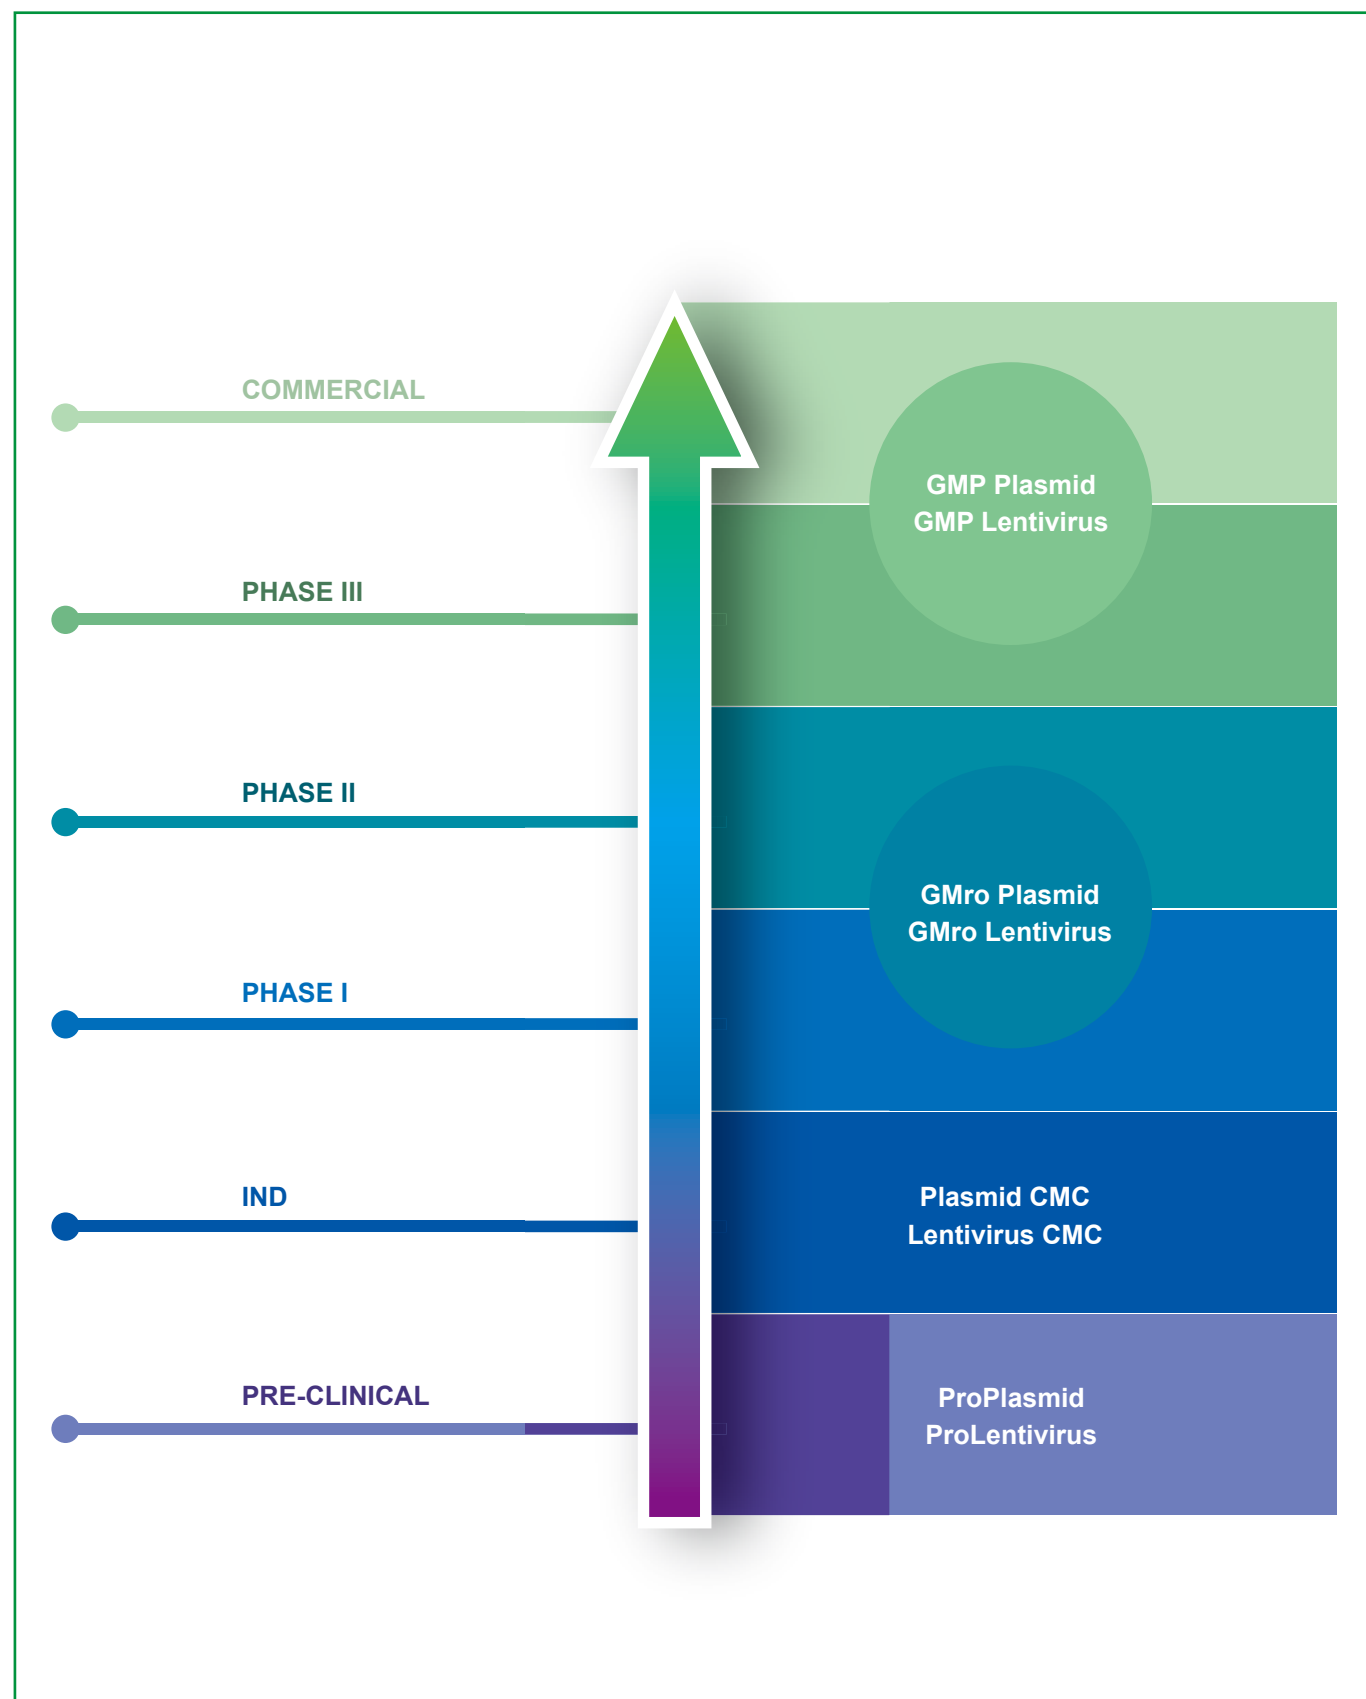 COMMERCIAL
GMP Plasmid
GMP Lentivirus
PHASE III
PHASE II
GMro Plasmid
GMro Lentivirus
PHASE I
IND
Plasmid CMC
Lentivirus CMC
PRE-CLINICAL
ProPlasmid
ProLentivirus